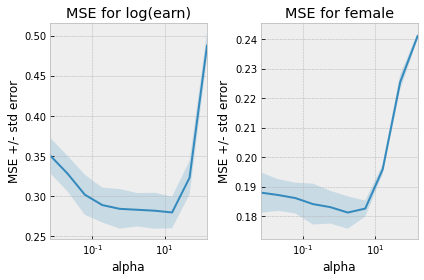 MSE for log(earn)
MSE +/- std error
0.50
0.45
0.40
0.35
0.30
0.25
10⁻¹
10¹
alpha
MSE for female
MSE +/- std error
0.24
0.23
0.22
0.21
0.20
0.19
0.18
10⁻¹
10¹
alpha